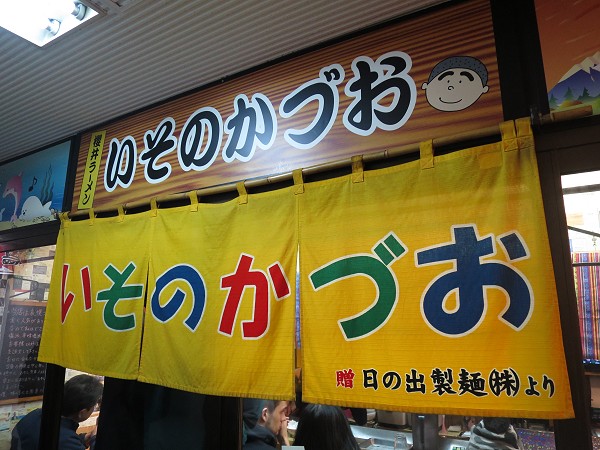 櫻井ラーメン
いそのかづお
いそのかづお
贈 日の出製麺㈱より